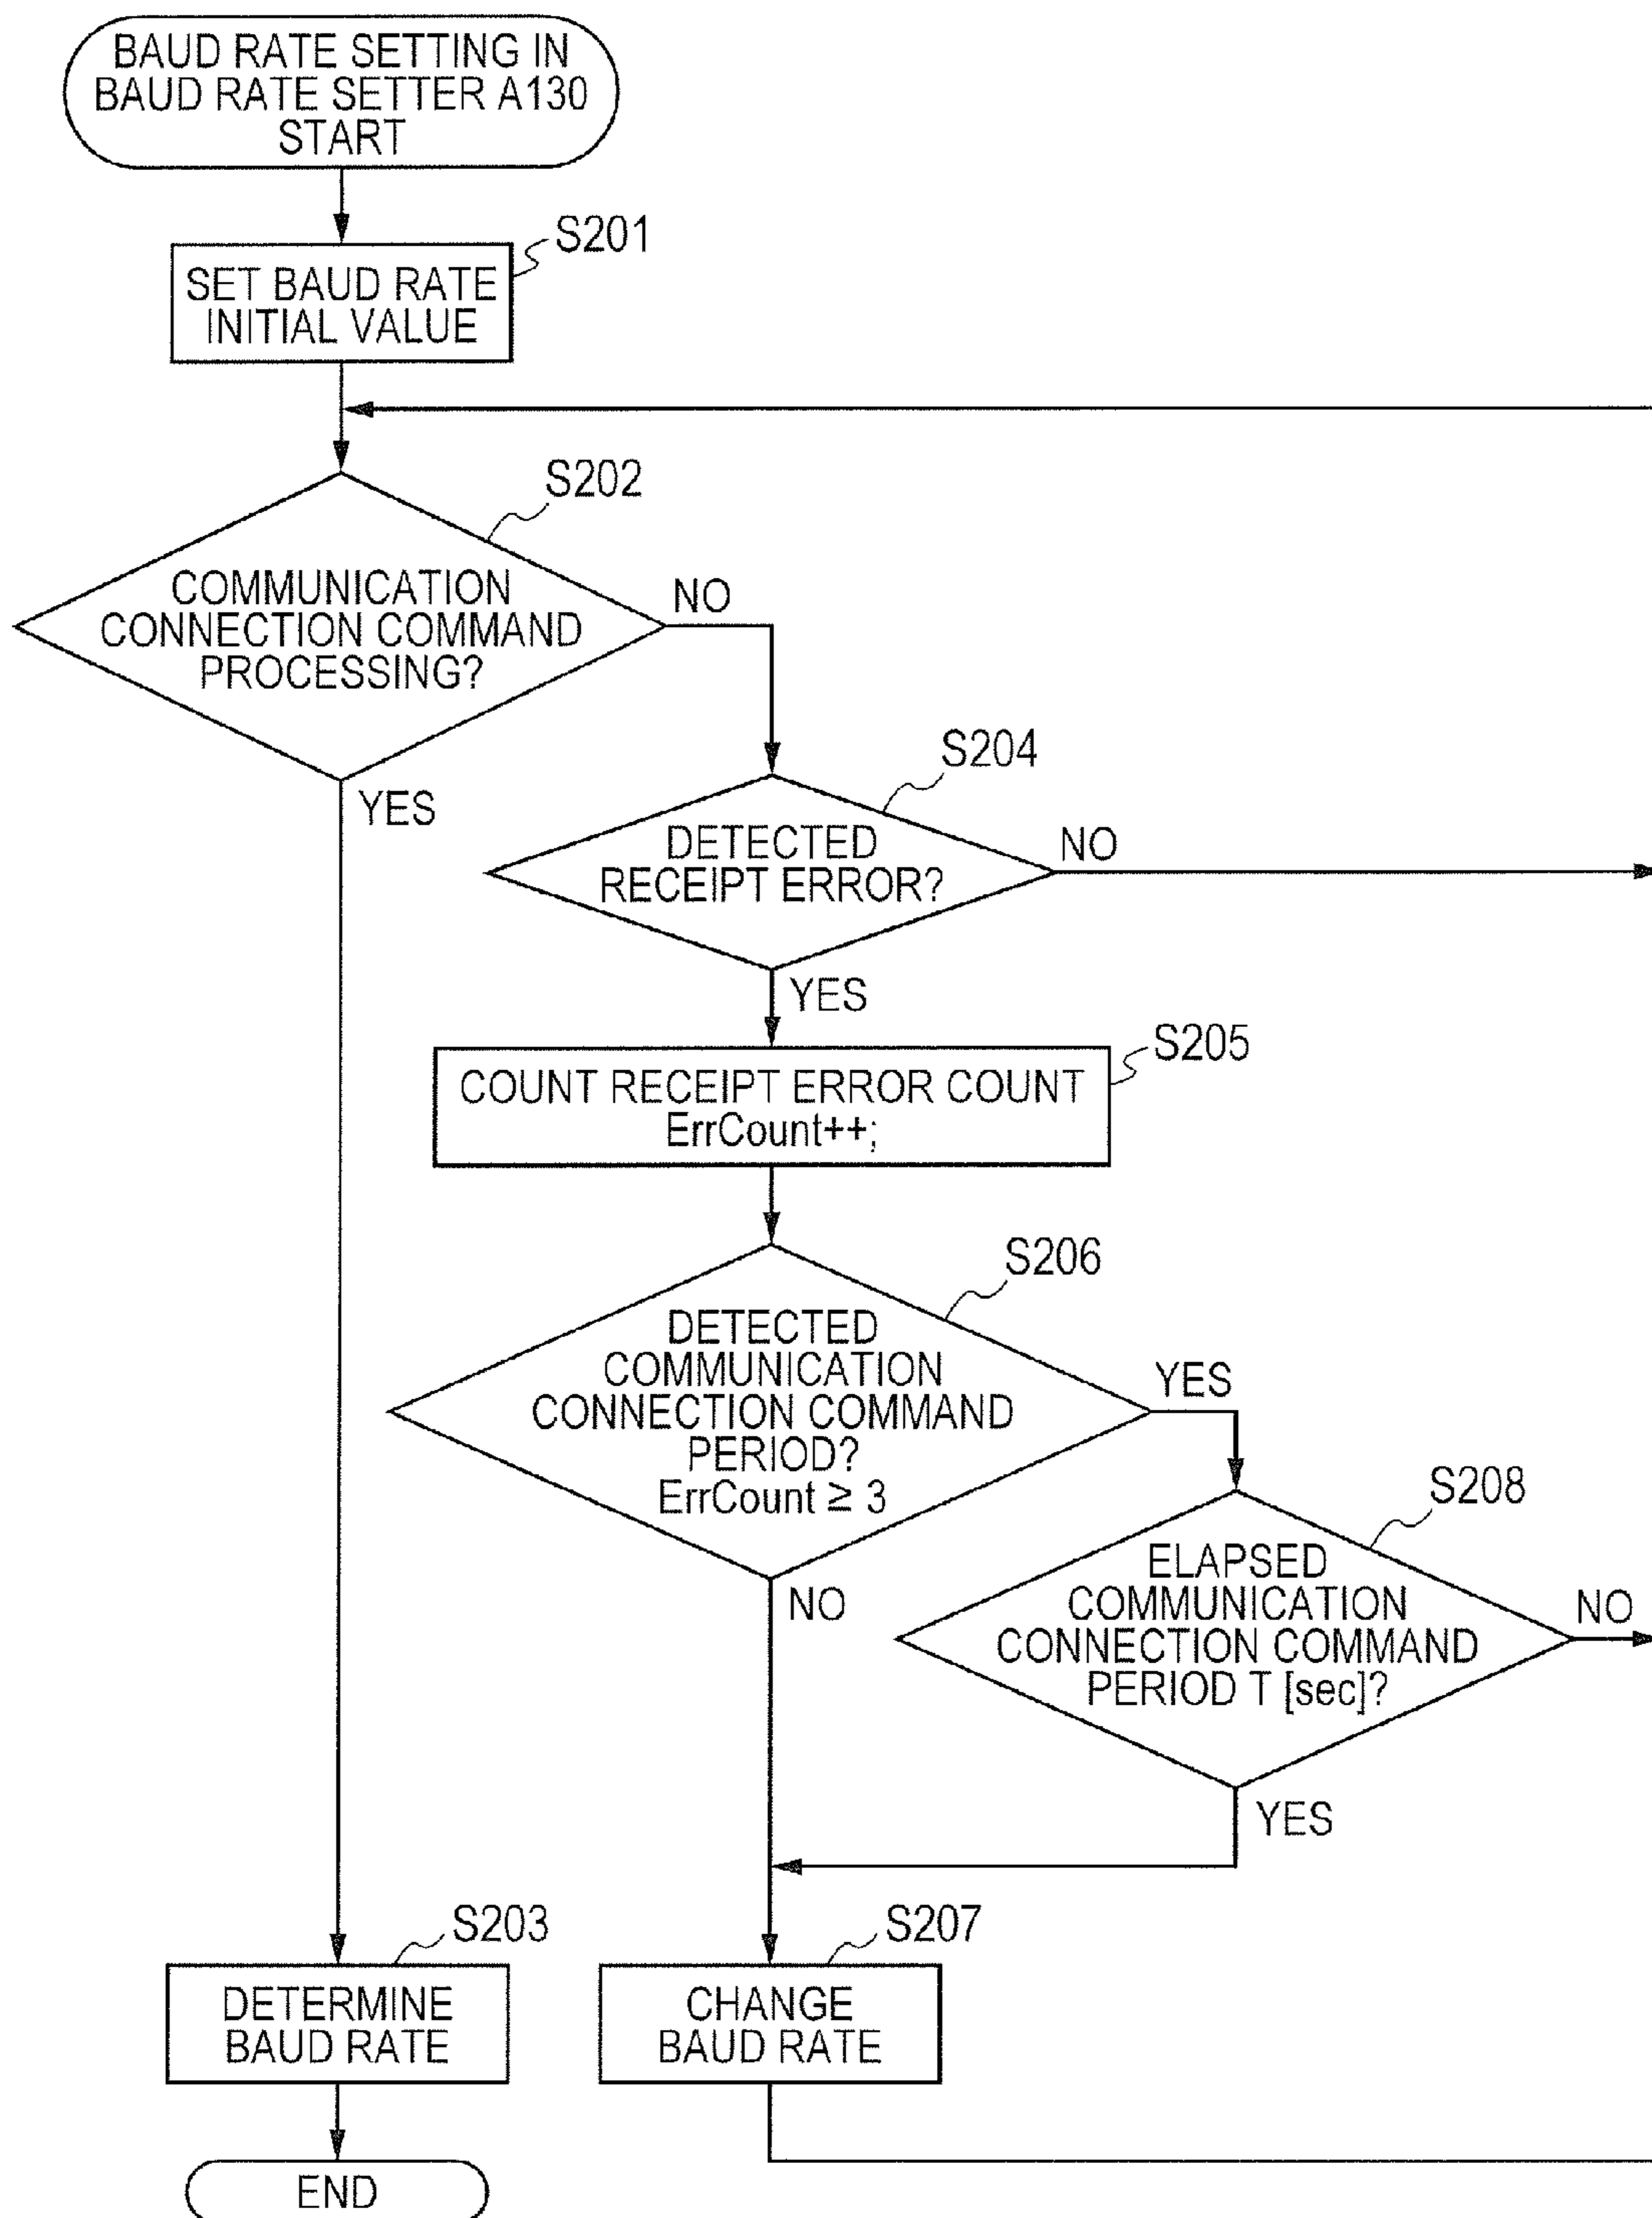 BAUD RATE SETTING IN
BAUD RATE SETTER A130
START
S201
SET BAUD RATE
INITIAL VALUE
S202
COMMUNICATION
CONNECTION COMMAND
PROCESSING?
NO
YES
S204
DETECTED
RECEIPT ERROR?
NO
YES
S205
COUNT RECEIPT ERROR COUNT
ErrCount++;
S206
DETECTED
COMMUNICATION
CONNECTION COMMAND
PERIOD?
ErrCount ≥ 3
YES
NO
S208
ELAPSED
COMMUNICATION
CONNECTION COMMAND
PERIOD T [sec]?
NO
YES
S203
DETERMINE
BAUD RATE
S207
CHANGE
BAUD RATE
END